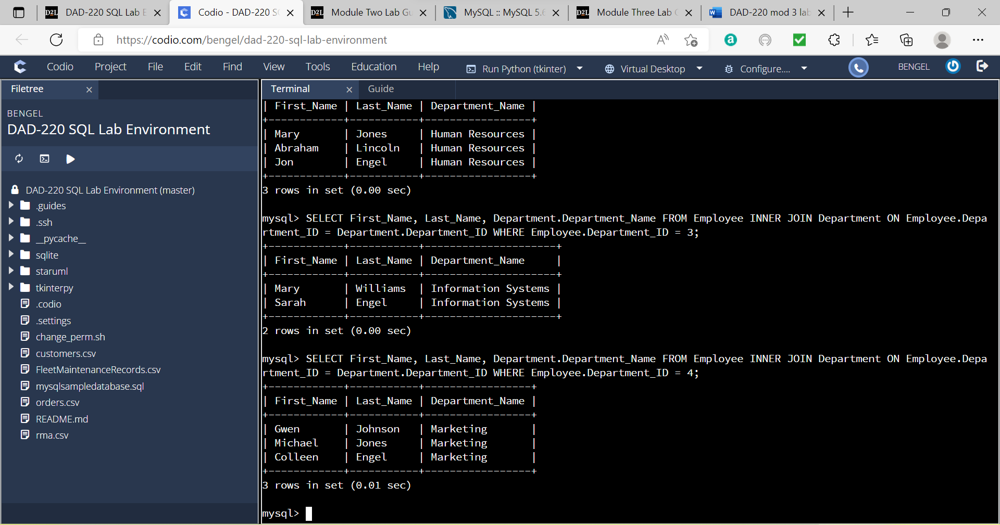 DAD-220 SQL Lab E
Codio - DAD-220 S
Module Two Lab Gu
MySQL :: MySQL 5.6
Module Three Lab
DAD-220 mod 3 lab
https://codio.com/bengel/dad-220-sql-lab-environment
Codio Project File Edit Find View Tools Education Help Run Python (tkinter) Virtual Desktop Configure.... BENGEL
Filetree
Terminal Guide
BENGEL
DAD-220 SQL Lab Environment
DAD-220 SQL Lab Environment (master)
.guides
.ssh
__pycache__
sqlite
staruml
tkinterpy
.codio
.settings
change_perm.sh
customers.csv
FleetMaintenanceRecords.csv
mysqlsampledatabase.sql
orders.csv
README.md
rma.csv
| First_Name | Last_Name | Department_Name |
+------------+-----------+-----------------+
| Mary       | Jones     | Human Resources |
| Abraham    | Lincoln   | Human Resources |
| Jon        | Engel     | Human Resources |
+------------+-----------+-----------------+
3 rows in set (0.00 sec)
mysql> SELECT First_Name, Last_Name, Department.Department_Name FROM Employee INNER JOIN Department ON Employee.Depa
rtment_ID = Department.Department_ID WHERE Employee.Department_ID = 3;
+------------+-----------+---------------------+
| First_Name | Last_Name | Department_Name     |
+------------+-----------+---------------------+
| Mary       | Williams  | Information Systems |
| Sarah      | Engel     | Information Systems |
+------------+-----------+---------------------+
2 rows in set (0.00 sec)
mysql> SELECT First_Name, Last_Name, Department.Department_Name FROM Employee INNER JOIN Department ON Employee.Depa
rtment_ID = Department.Department_ID WHERE Employee.Department_ID = 4;
+------------+-----------+-----------------+
| First_Name | Last_Name | Department_Name |
+------------+-----------+-----------------+
| Gwen       | Johnson   | Marketing       |
| Michael    | Jones     | Marketing       |
| Colleen    | Engel     | Marketing       |
+------------+-----------+-----------------+
3 rows in set (0.01 sec)
mysql>